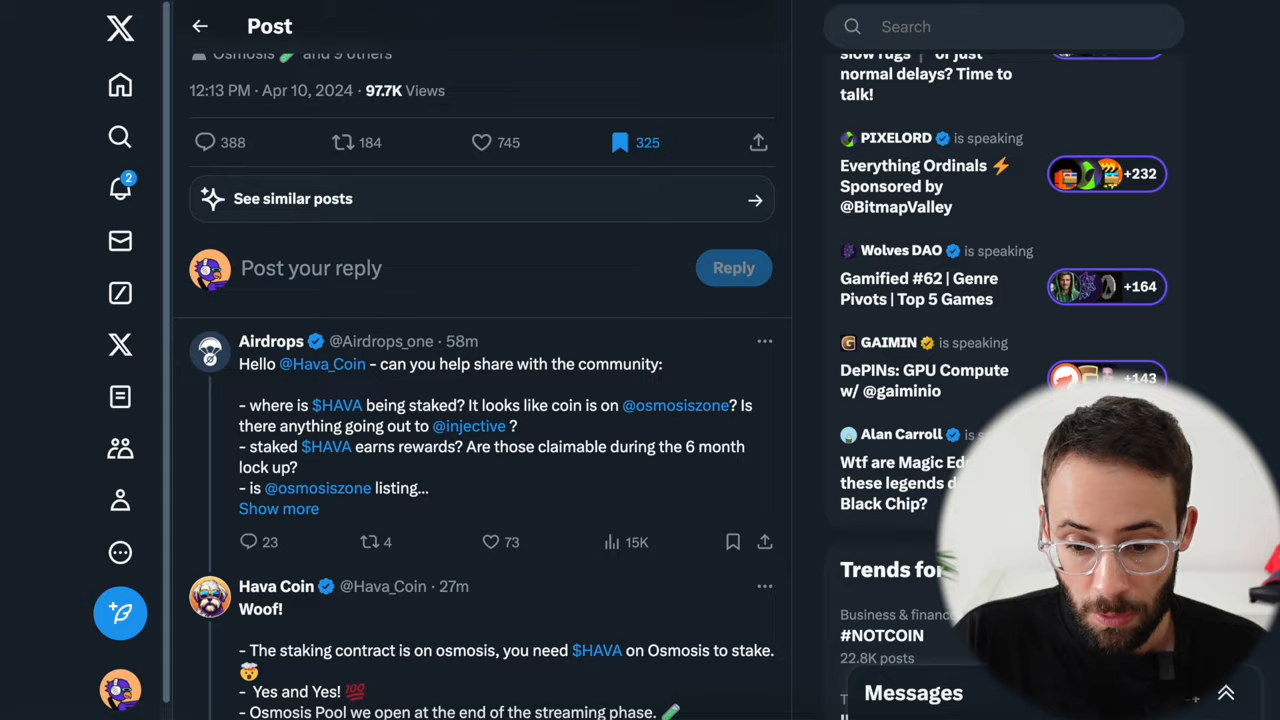 Post
Search
Osmosis and 9 others
12:13 PM · Apr 10, 2024 · 97.7K Views
388 184 745 325
See similar posts
Post your reply
Reply
Airdrops @Airdrops_one · 58m
Hello @Hava_Coin - can you help share with the community:
- where is $HAVA being staked? It looks like coin is on @osmosiszone? Is
there anything going out to @injective ?
- staked $HAVA earns rewards? Are those claimable during the 6 month
lock up?
- is @osmosiszone listing...
Show more
23 4 73 15K
Hava Coin @Hava_Coin · 27m
Woof!
- The staking contract is on osmosis, you need $HAVA on Osmosis to stake.
- Yes and Yes!
- Osmosis Pool we open at the end of the streaming phase.
2
slow rugs or just
normal delays? Time to
talk!
PIXELORD is speaking
Everything Ordinals
Sponsored by
@BitmapValley
+232
Wolves DAO is speaking
Gamified #62 | Genre
Pivots | Top 5 Games
+164
GAIMIN is speaking
DePINs: GPU Compute
w/ @gaiminio
+143
Alan Carroll is
Wtf are Magic
these legends
Black Chip?
Trends
Business &
#NOTCOIN
22.8K posts
Messages